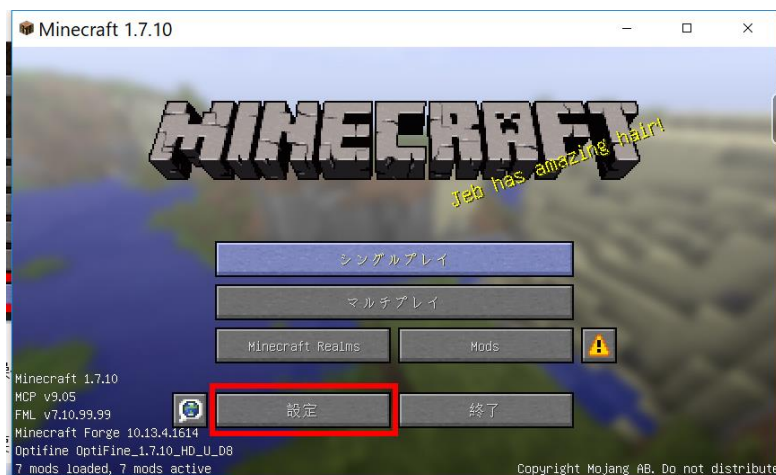 Minecraft 1.7.10
MINECRAFT
Jeb has amazing hair!
シングルプレイ
マルチプレイ
Minecraft Realms
Mods
設定
終了
Minecraft 1.7.10
MCP v9.05
FML v7.10.99.99
Minecraft Forge 10.13.4.1614
Optifine OptiFine_1.7.10_HD_U_D8
7 mods loaded, 7 mods active
Copyright Mojang AB. Do not distribute